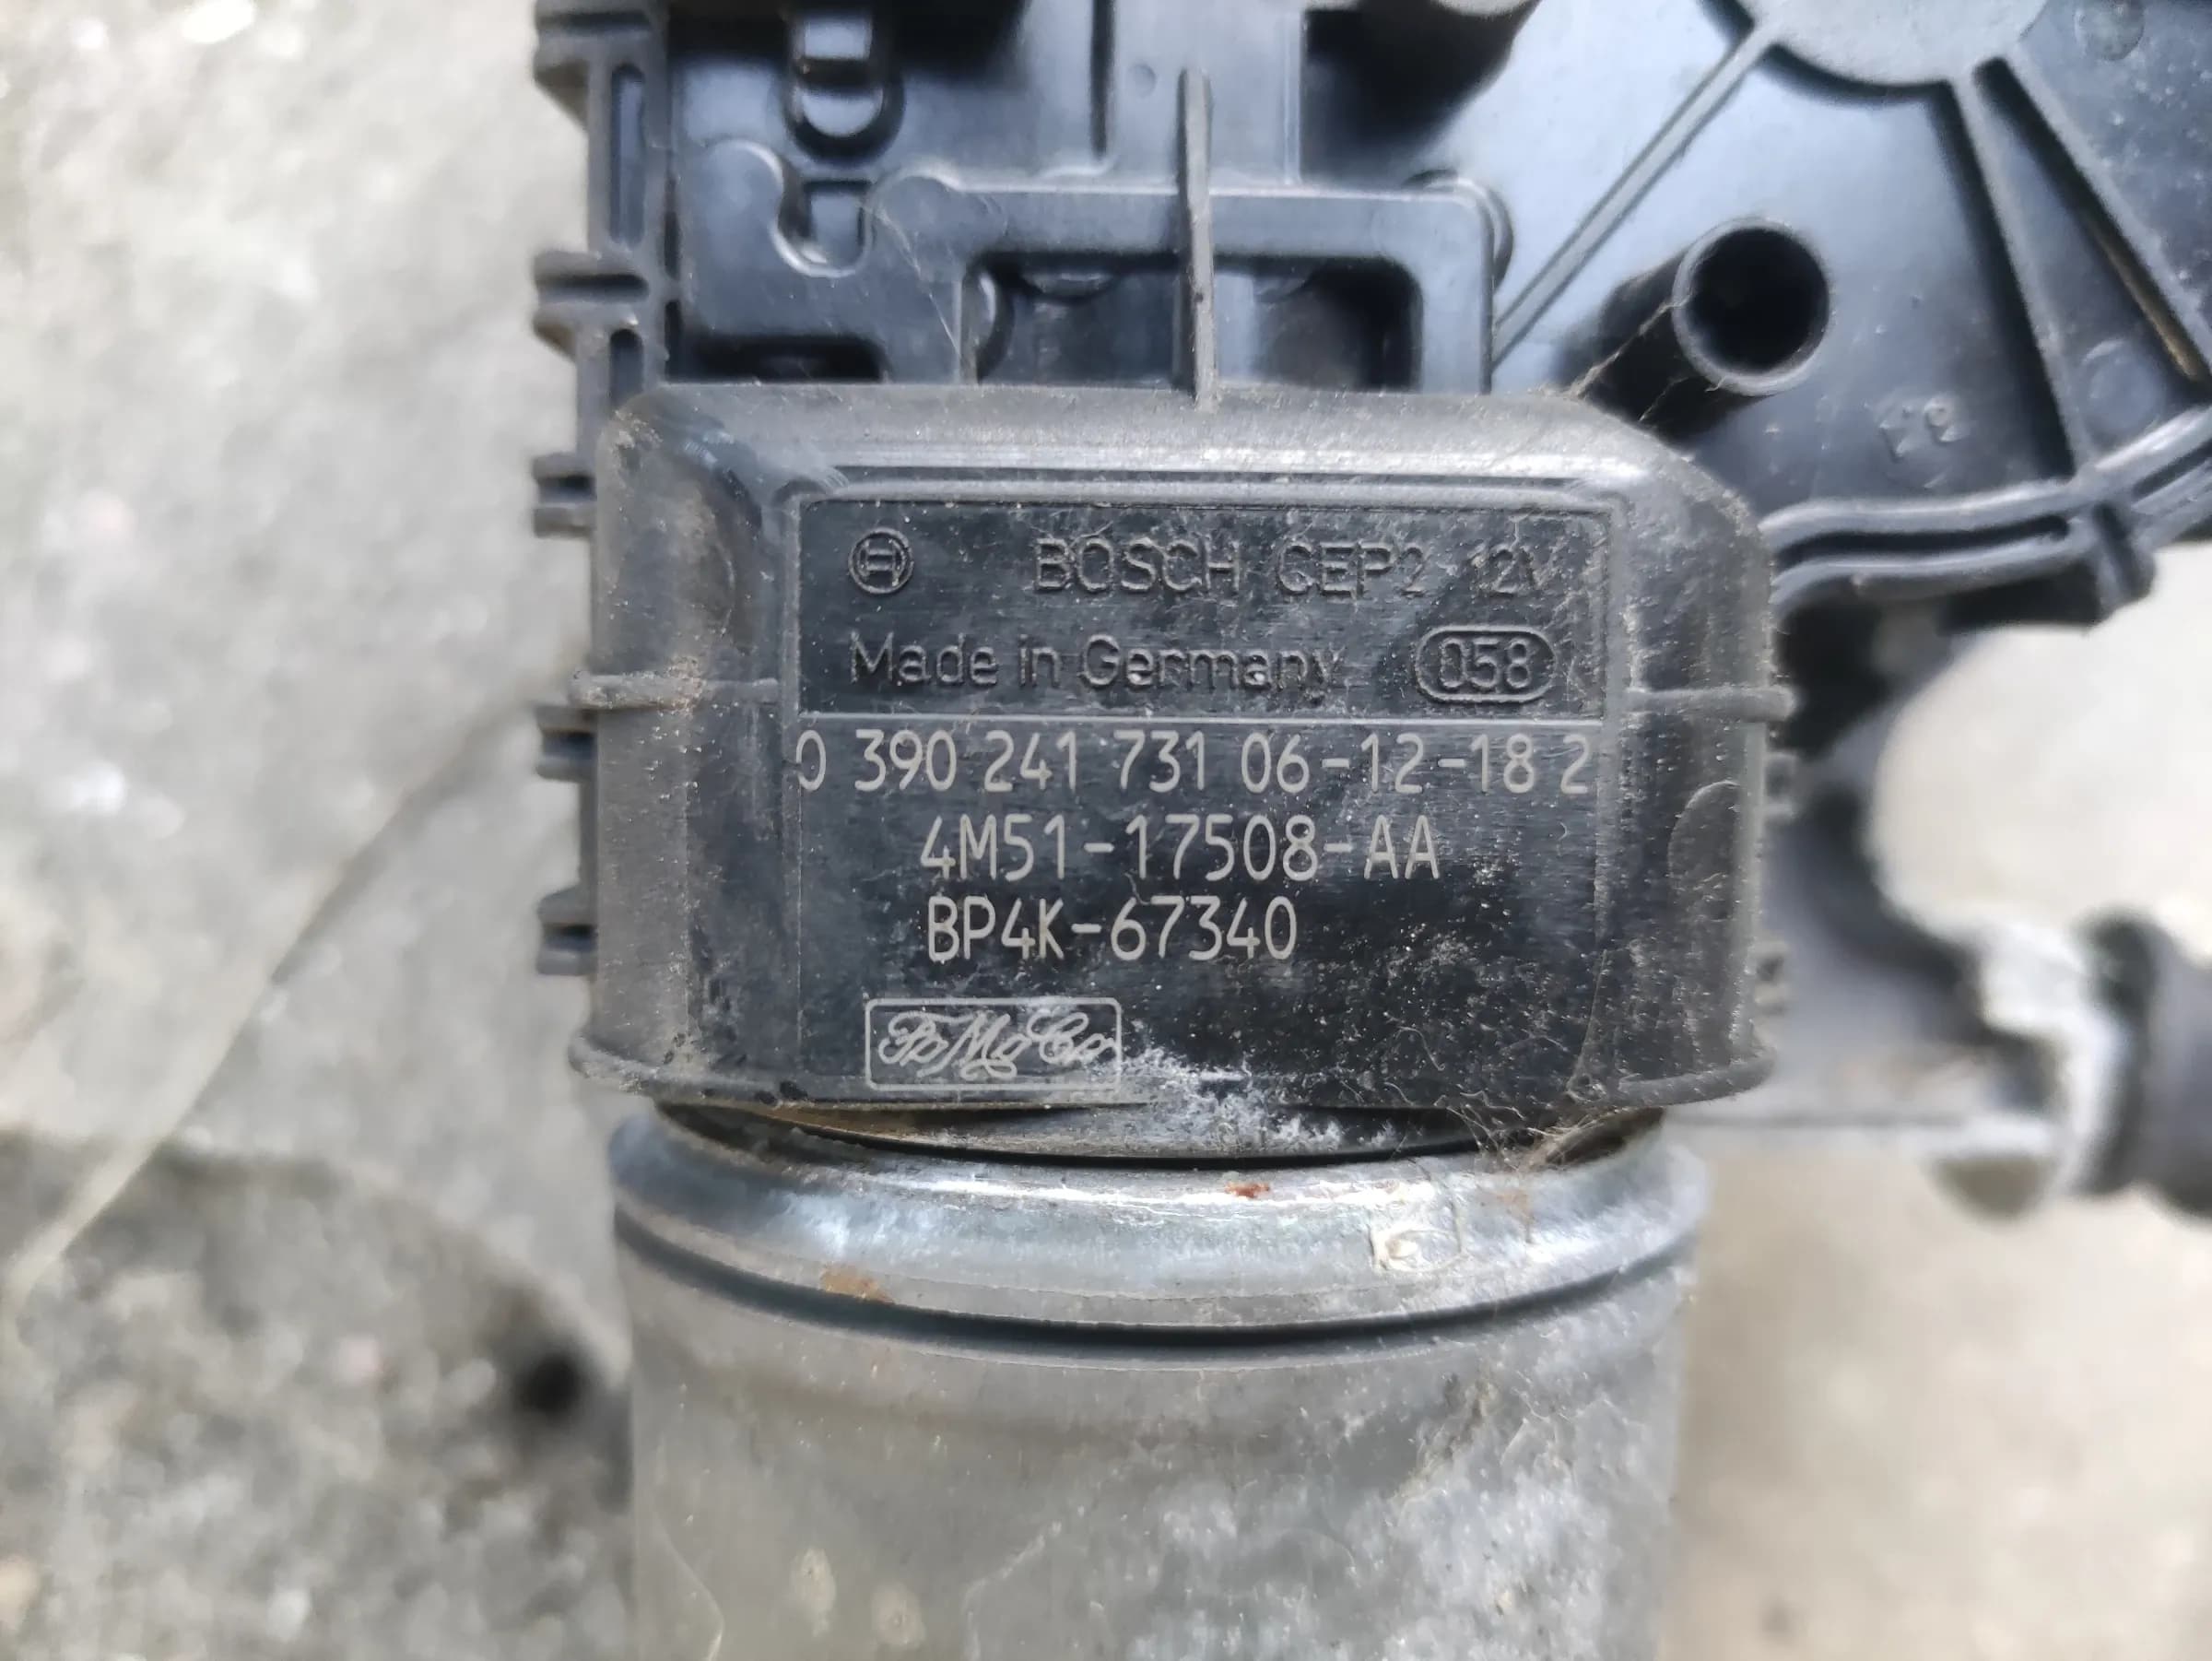 BOSCH CEP2 12V
Made in Germany 058
0 390 241 731 06-12-18 2
4M51-17508-AA
BP4K-67340
FoMoCo